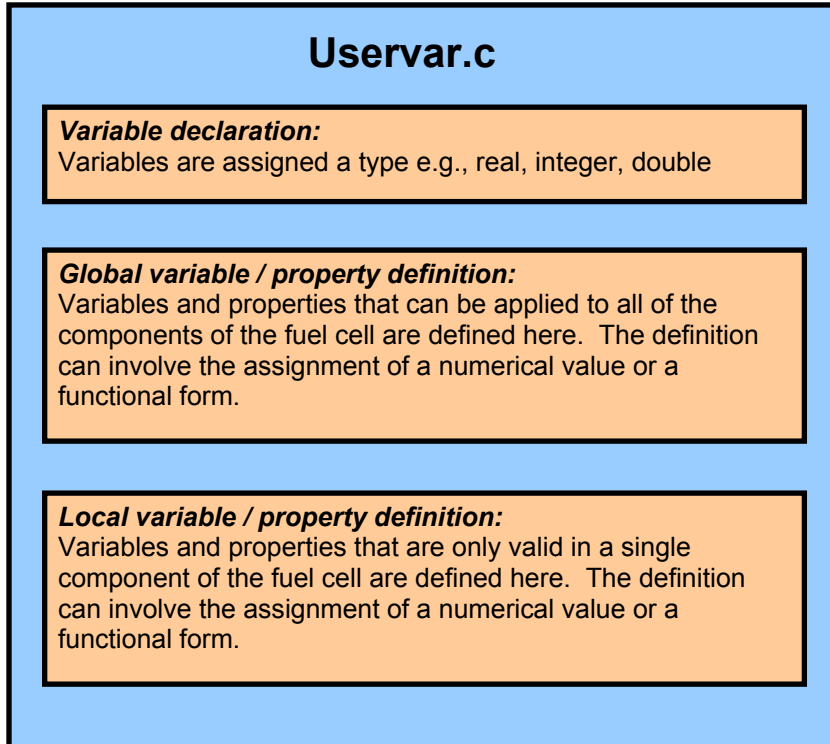 Uservar.c
Variable declaration:
Variables are assigned a type e.g., real, integer, double
Global variable / property definition:
Variables and properties that can be applied to all of the
components of the fuel cell are defined here.  The definition
can involve the assignment of a numerical value or a
functional form.
Local variable / property definition:
Variables and properties that are only valid in a single
component of the fuel cell are defined here.  The definition
can involve the assignment of a numerical value or a
functional form.